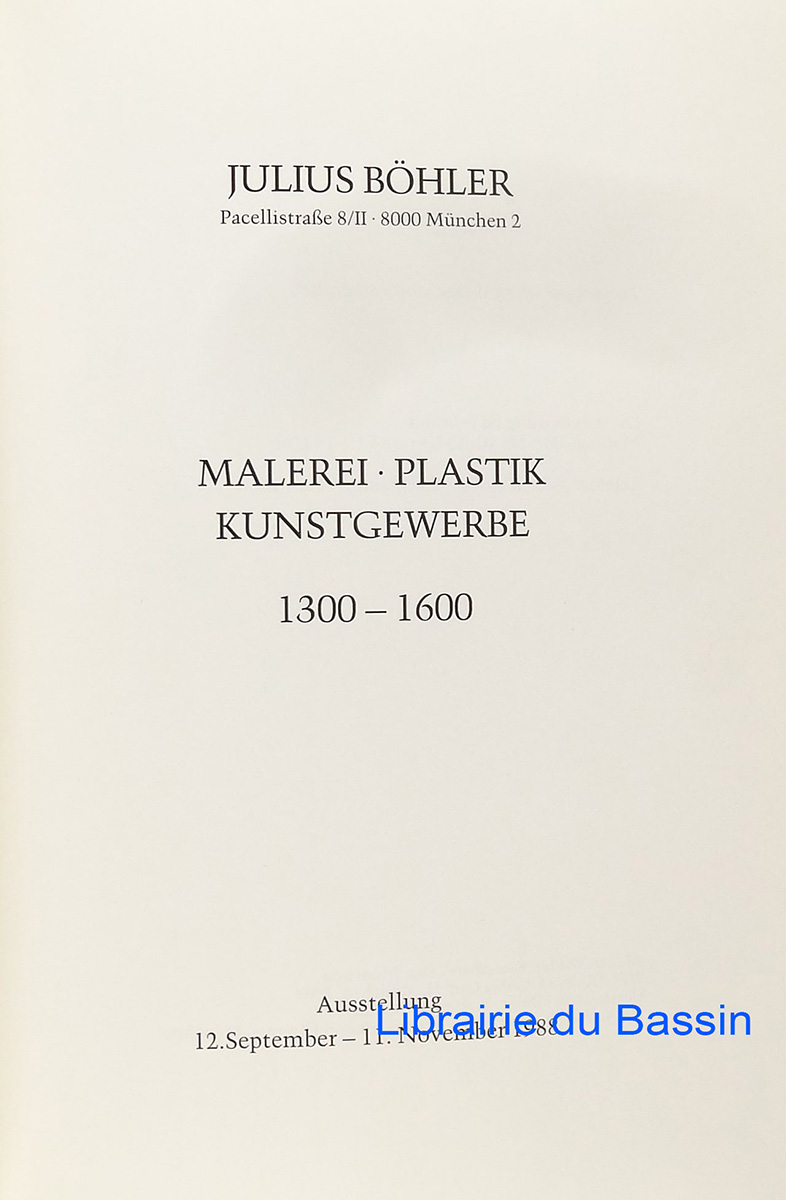 JULIUS BÖHLER
Pacellistraße 8/II · 8000 München 2
MALEREI · PLASTIK
KUNSTGEWERBE
1300 – 1600
Ausstellung
12.September – 11. November 1988
Librairie du Bassin